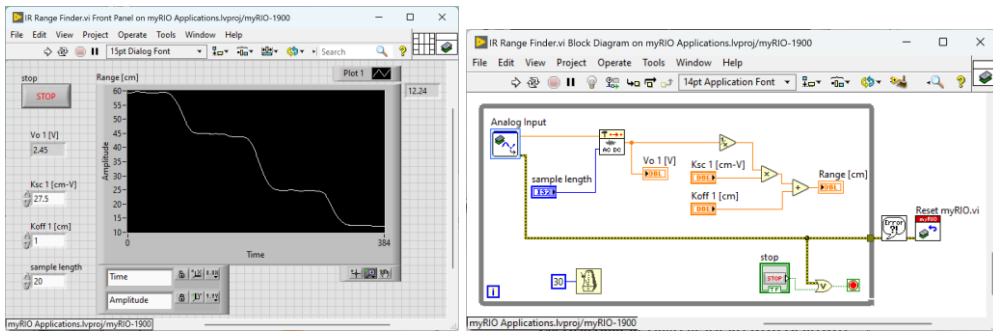 IR Range Finder.vi Front Panel on myRIO Applications.lvproj/myRIO-1900
File Edit View Project Operate Tools Window Help
15pt Dialog Font
Search
stop
STOP
Range [cm]
Plot 1
12.24
Vo 1 [V]
2.45
Ksc 1 [cm-V]
27.5
Koff 1 [cm]
1
sample length
20
Amplitude
60
55
50
45
40
35
30
25
20
15
10
0
384
Time
Time
Amplitude
myRIO Applications.lvproj/myRIO-1900
IR Range Finder.vi Block Diagram on myRIO Applications.lvproj/myRIO-1900
File Edit View Project Operate Tools Window Help
14pt Application Font
Analog Input
AC DC
sample length
I32
Vo 1 [V]
DBL
Ksc 1 [cm-V]
DBL
Koff 1 [cm]
DBL
Range [cm]
DBL
Error
?!
Reset myRIO.vi
myRIO
stop
STOP
TF
30
i
myRIO Applications.lvproj/myRIO-1900